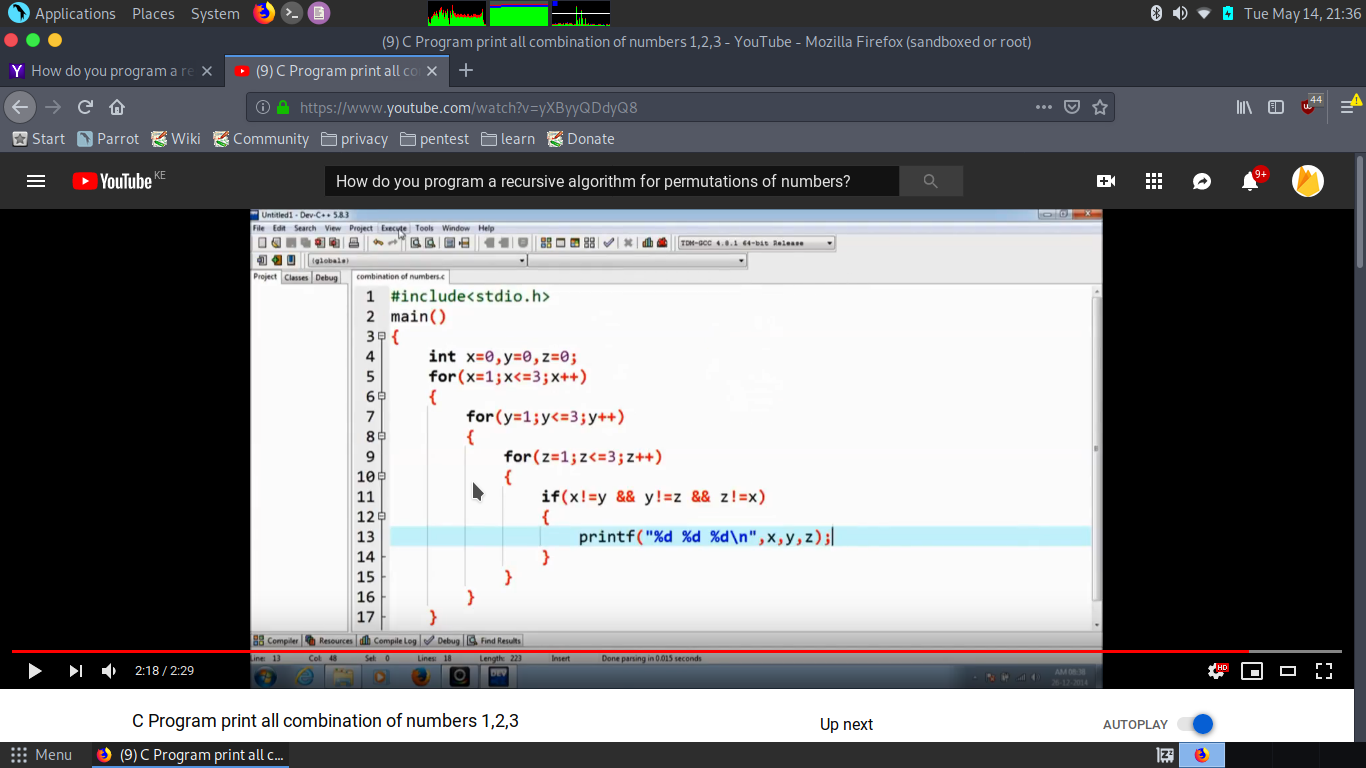 Applications Places System Tue May 14, 21:36
(9) C Program print all combination of numbers 1,2,3 - YouTube - Mozilla Firefox (sandboxed or root)
How do you program a re (9) C Program print all co
https://www.youtube.com/watch?v=yXByyQDdyQ8 44
Start Parrot Wiki Community privacy pentest learn Donate
YouTube KE How do you program a recursive algorithm for permutations of numbers? 9+
Untitled1 - Dev-C++ 5.8.3
File Edit Search View Project Execute Tools Window Help
TDM-GCC 4.8.1 64-bit Release
(globals)
Project Classes Debug combination of numbers.c
1 #include<stdio.h>
2 main()
3 {
4 int x=0,y=0,z=0;
5 for(x=1;x<=3;x++)
6 {
7 for(y=1;y<=3;y++)
8 {
9 for(z=1;z<=3;z++)
10 {
11 if(x!=y && y!=z && z!=x)
12 {
13 printf("%d %d %d\n",x,y,z);
14 }
15 }
16 }
17 }
Compiler Resources Compile Log Debug Find Results
Line: 13 Col: 48 Sel: 0 Lines: 18 Length: 223 Insert Done parsing in 0.015 seconds
DEV
2:18 / 2:29 HD
C Program print all combination of numbers 1,2,3 Up next AUTOPLAY
Menu (9) C Program print all c...